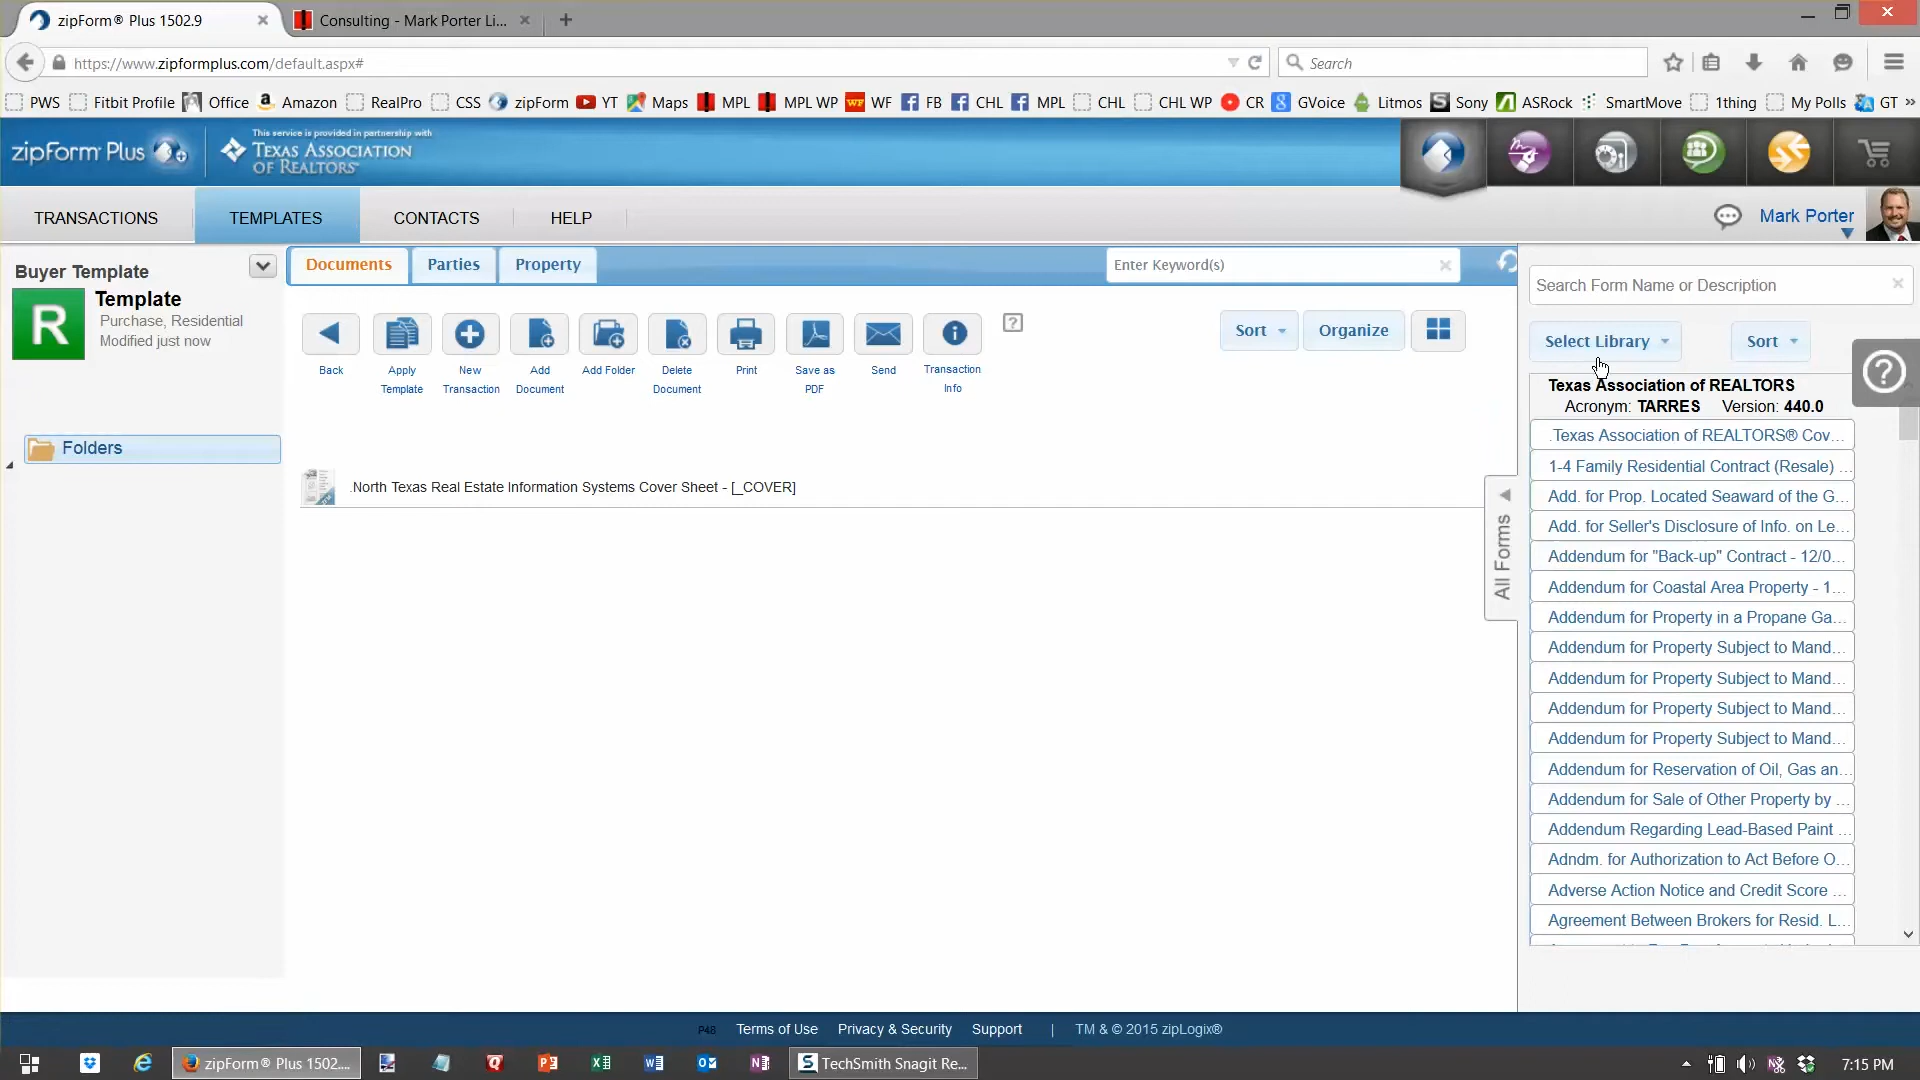 zipForm® Plus 1502.9
Consulting - Mark Porter Li...
https://www.zipformplus.com/default.aspx#
Search
PWS Fitbit Profile Office Amazon RealPro CSS zipForm YT Maps MPL MPL WP WF FB CHL MPL CHL CHL WP CR GVoice Litmos Sony ASRock SmartMove 1thing My Polls GT »
zipForm Plus
This service is provided in partnership with
TEXAS ASSOCIATION
OF REALTORS
TRANSACTIONS TEMPLATES CONTACTS HELP
Mark Porter
Buyer Template
R
Template
Purchase, Residential
Modified just now
Folders
Documents Parties Property
Enter Keyword(s)
Back
Apply Template
New Transaction
Add Document
Add Folder
Delete Document
Print
Save as PDF
Send
Transaction Info
Sort Organize
.North Texas Real Estate Information Systems Cover Sheet - [_COVER]
All Forms
Search Form Name or Description
Select Library Sort
Texas Association of REALTORS
Acronym: TARRES Version: 440.0
.Texas Association of REALTORS® Cov...
1-4 Family Residential Contract (Resale) ...
Add. for Prop. Located Seaward of the G...
Add. for Seller's Disclosure of Info. on Le...
Addendum for "Back-up" Contract - 12/0...
Addendum for Coastal Area Property - 1...
Addendum for Property in a Propane Ga...
Addendum for Property Subject to Mand...
Addendum for Property Subject to Mand...
Addendum for Property Subject to Mand...
Addendum for Property Subject to Mand...
Addendum for Reservation of Oil, Gas an...
Addendum for Sale of Other Property by ...
Addendum Regarding Lead-Based Paint ...
Adndm. for Authorization to Act Before O...
Adverse Action Notice and Credit Score ...
Agreement Between Brokers for Resid. L...
P48 Terms of Use Privacy & Security Support | TM & © 2015 zipLogix®
zipForm® Plus 1502....
TechSmith Snagit Re...
7:15 PM